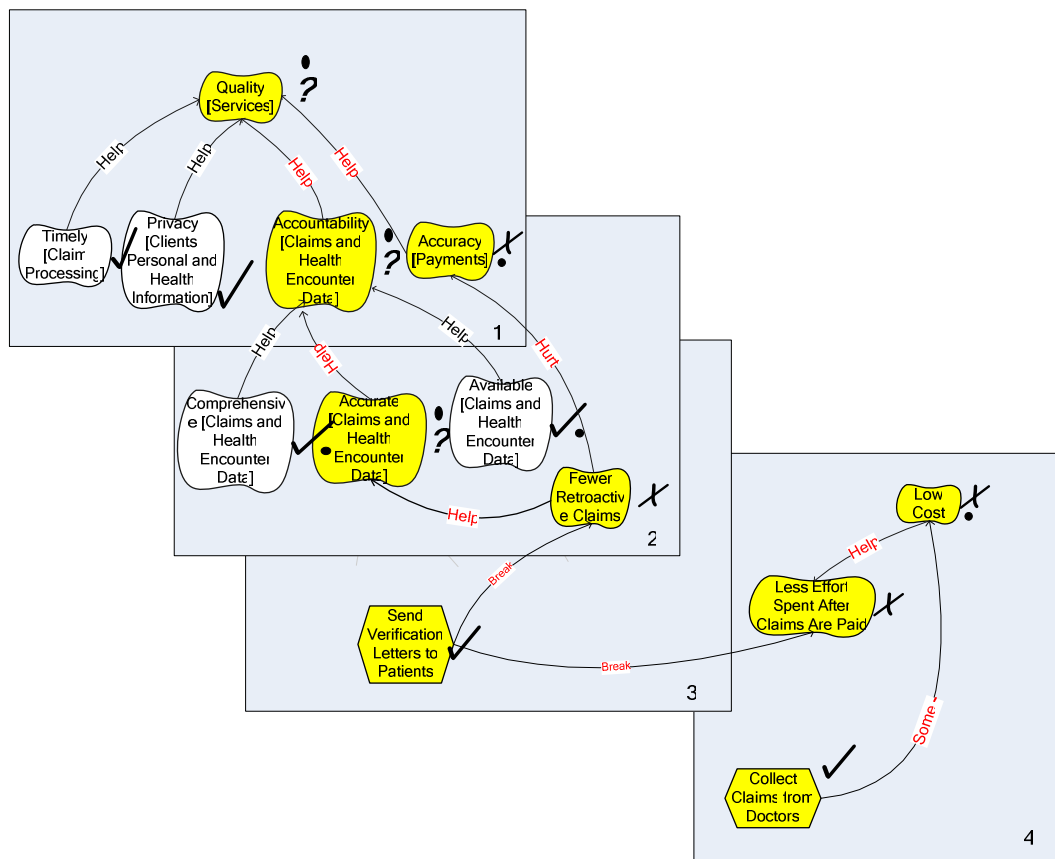 Quality
[Services]
?
Help
Help
Help
Help
Timely
[Claim
Processing]
Privacy
[Clients
Personal and
Health
Information]
Accountability
[Claims and
Health
Encounter
Data]
?
Accuracy
[Payments]
1
Help
Help
Help
Hurt
Comprehensiv
e [Claims and
Health
Encounter
Data]
Accurate
[Claims and
Health
Encounter
Data]
?
Available
[Claims and
Health
Encounter
Data]
Fewer
Retroactiv
e Claims
Help
2
Break
Send
Verification
Letters to
Patients
Break
3
Low
Cost
Help
Less Effort
Spent After
Claims Are Paid
Some
Collect
Claims from
Doctors
4